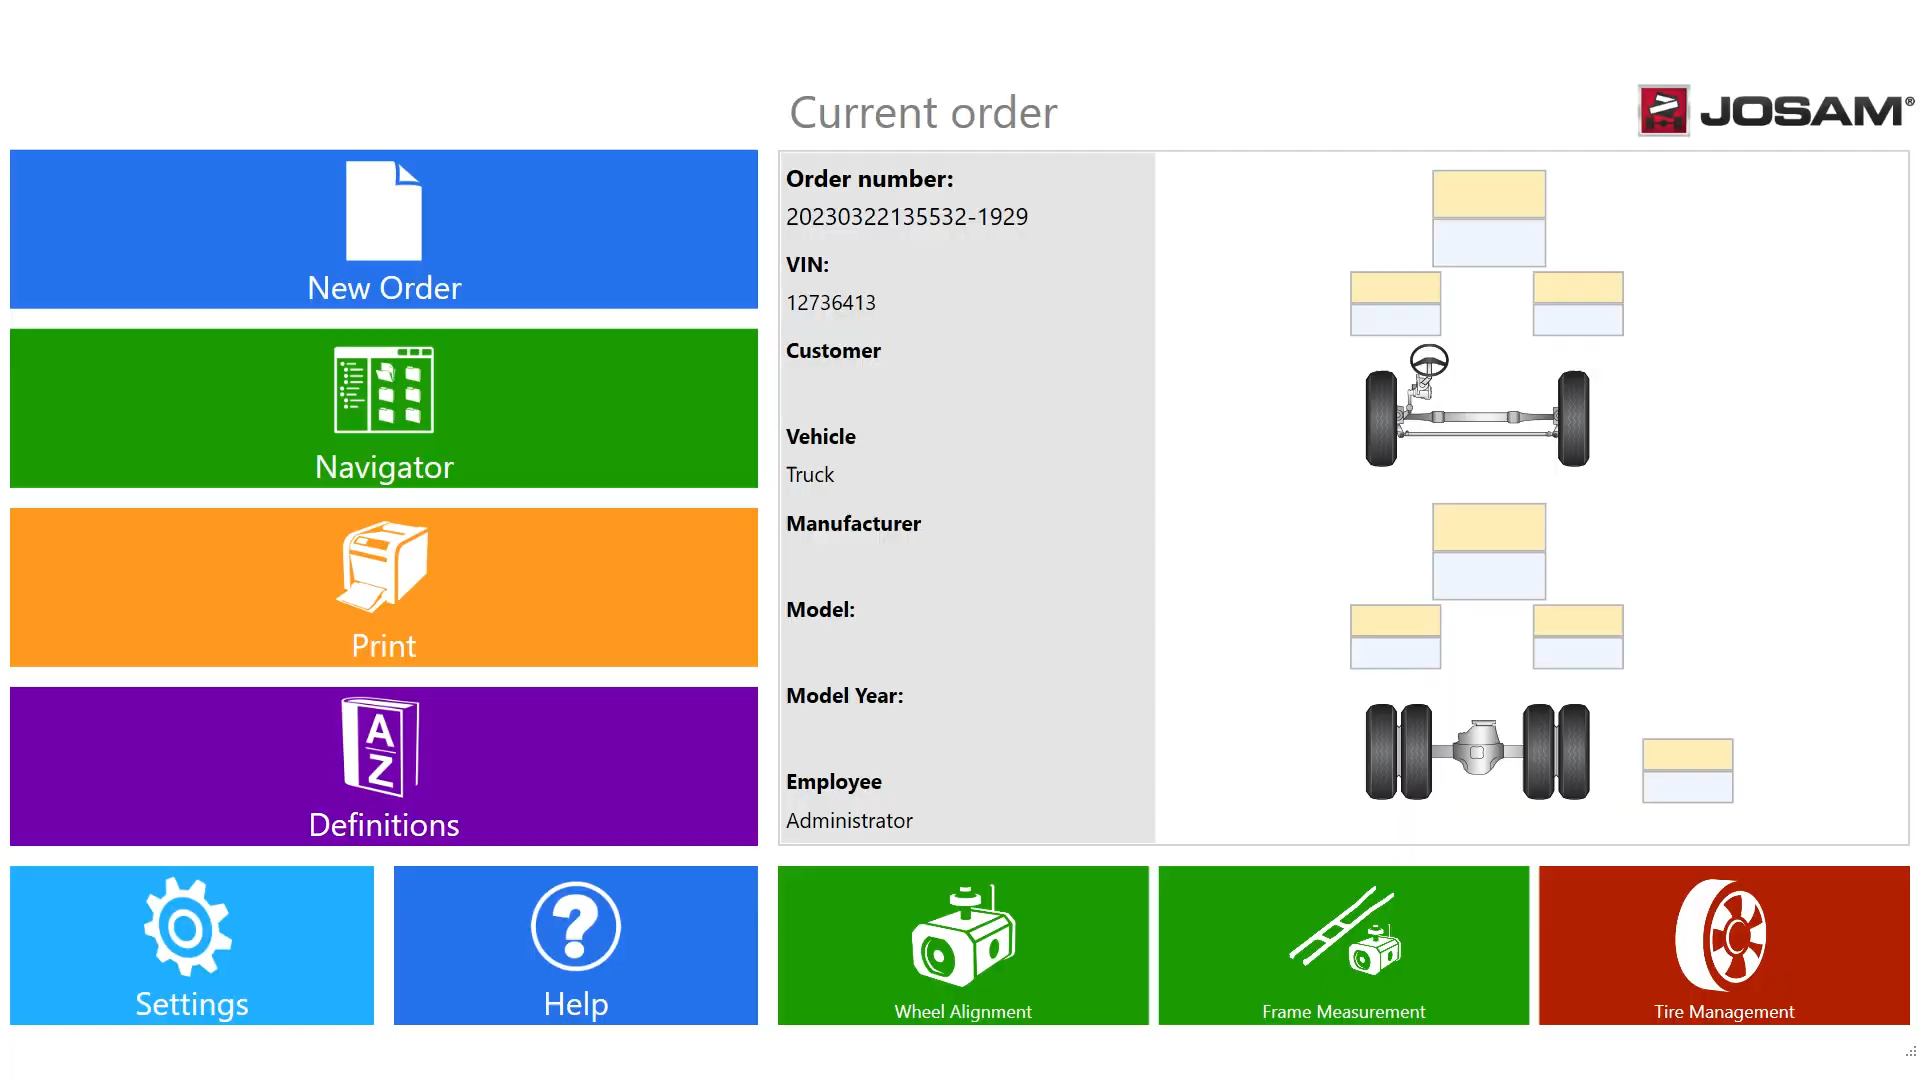 Current order
JOSAM®
New Order
Navigator
Print
A
Z
Definitions
Settings
?
Help
Order number:
20230322135532-1929
VIN:
12736413
Customer
Vehicle
Truck
Manufacturer
Model:
Model Year:
Employee
Administrator
Wheel Alignment
Frame Measurement
Tire Management